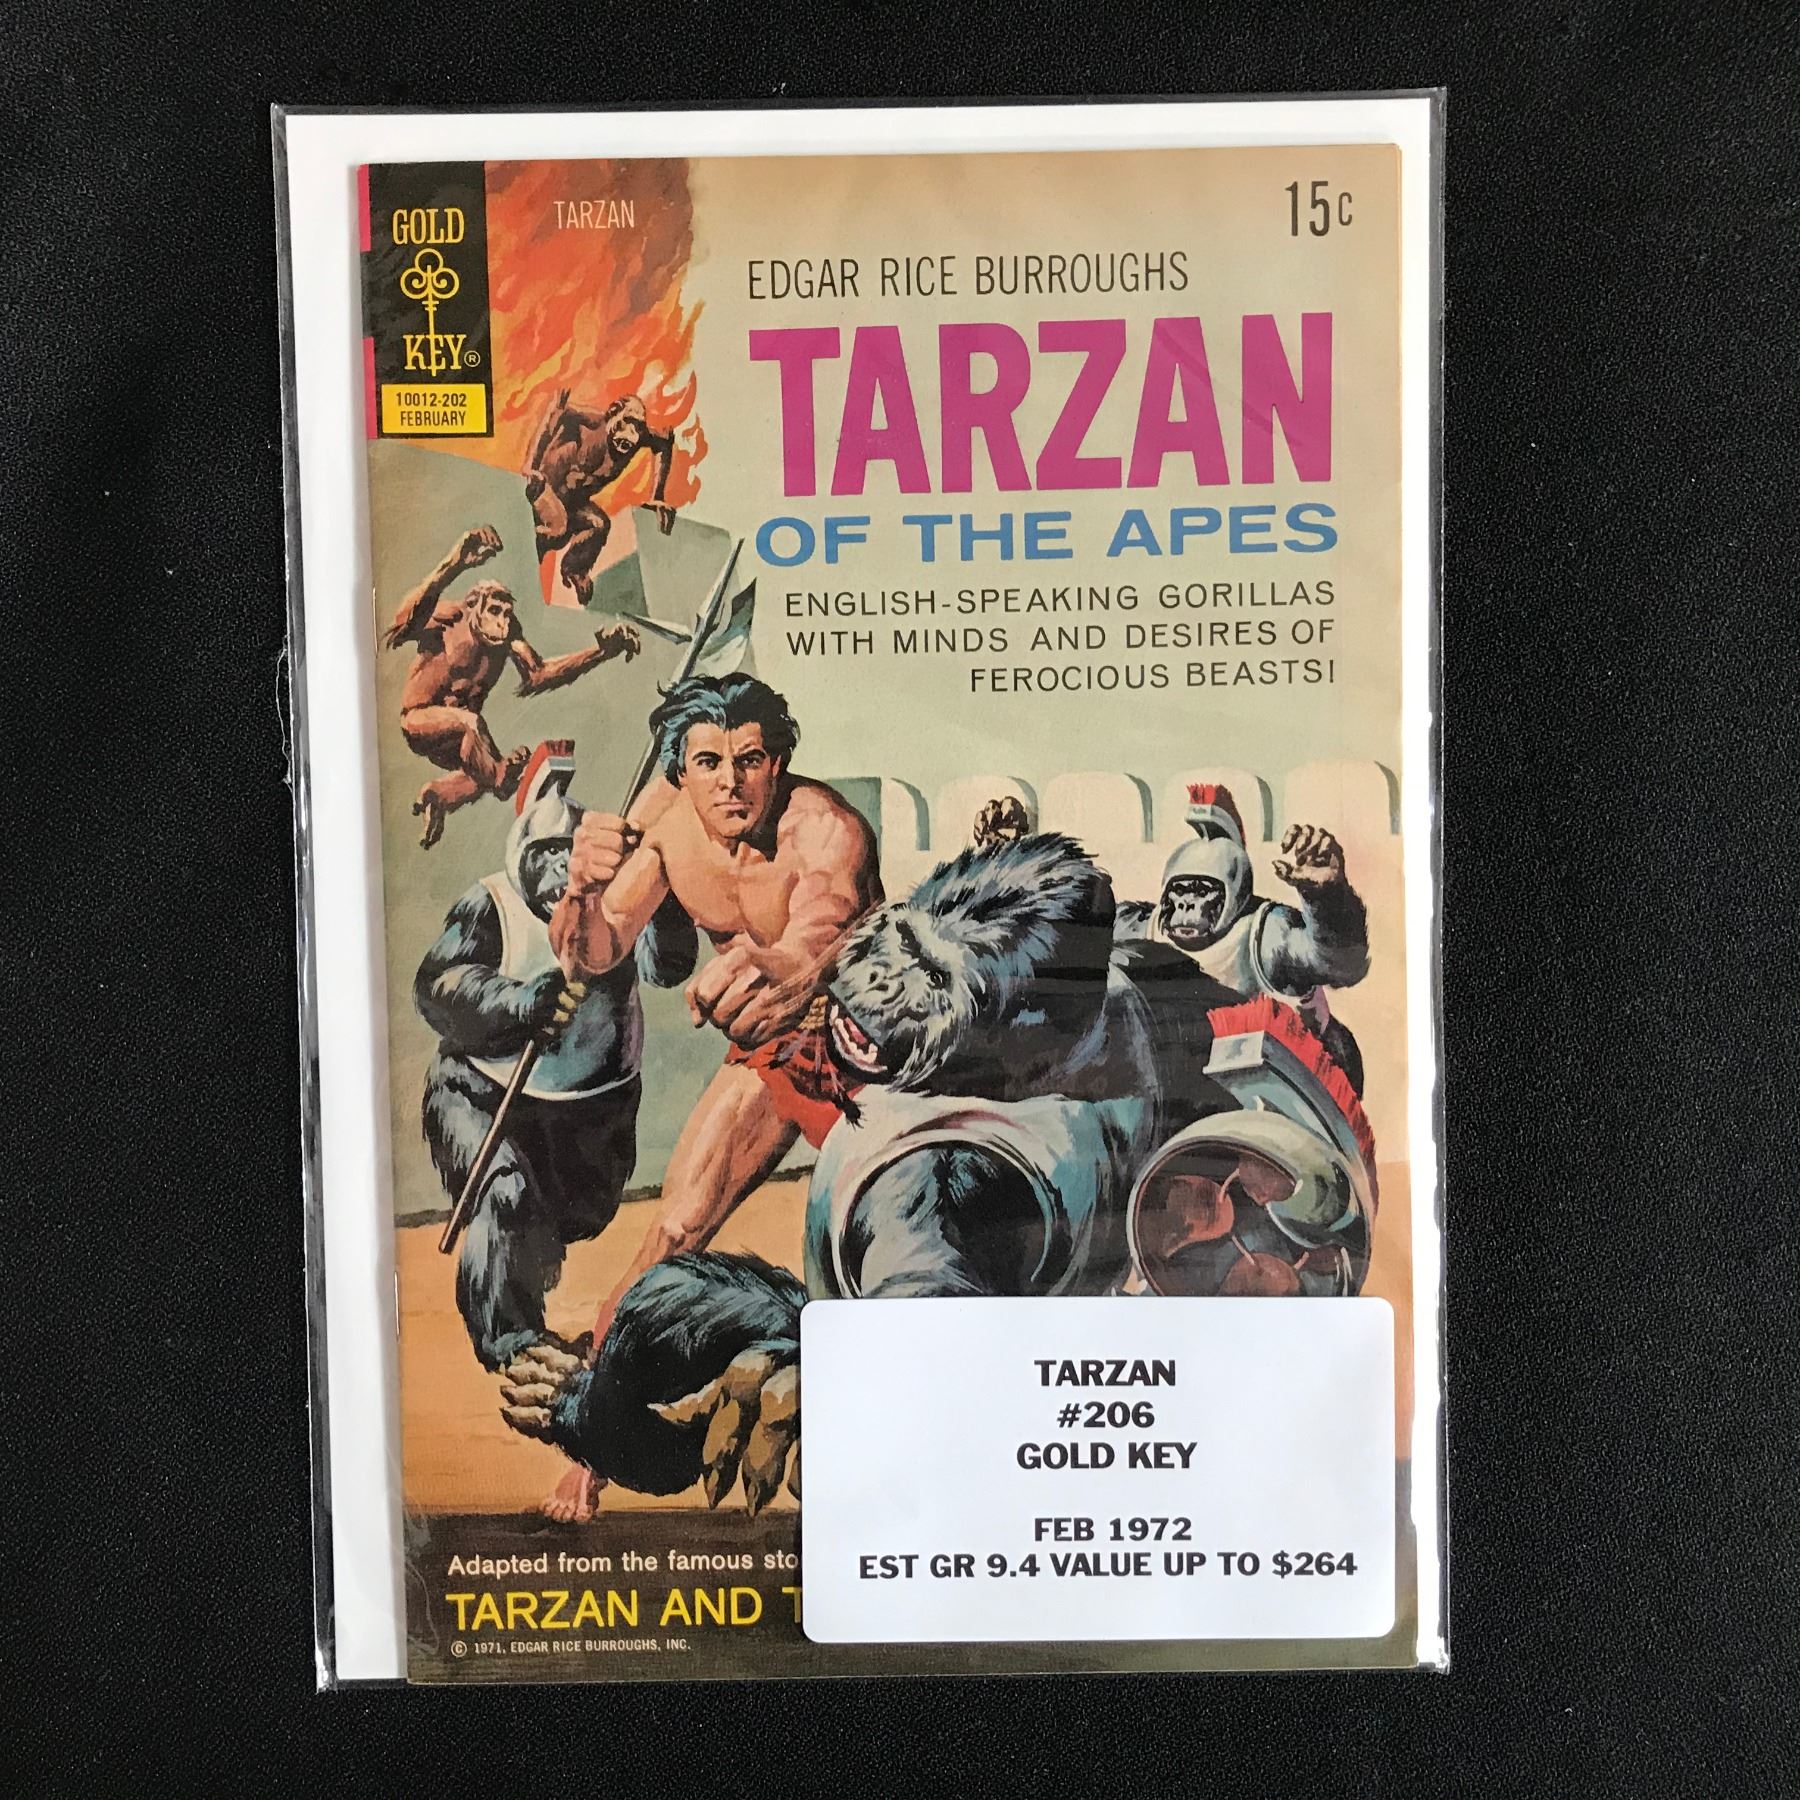 GOLD
KEY®
10012-202
FEBRUARY
TARZAN
15c
EDGAR RICE BURROUGHS
TARZAN
OF THE APES
ENGLISH-SPEAKING GORILLAS
WITH MINDS AND DESIRES OF
FEROCIOUS BEASTS!
Adapted from the famous
TARZAN AND
© 1971, EDGAR RICE BURROUGHS, INC.
TARZAN
#206
GOLD KEY
FEB 1972
EST GR 9.4 VALUE UP TO $264